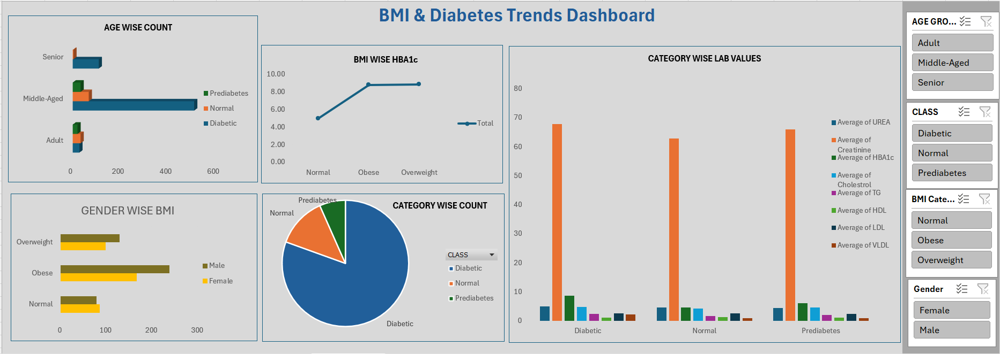 BMI & Diabetes Trends Dashboard
AGE WISE COUNT
Senior
Middle-Aged
Adult
0 200 400 600
Prediabetes
Normal
Diabetic
BMI WISE HBA1c
10.00
8.00
6.00
4.00
2.00
0.00
Normal Obese Overweight
Total
CATEGORY WISE LAB VALUES
80
70
60
50
40
30
20
10
0
Diabetic Normal Prediabetes
Average of UREA
Average of
Creatinine
Average of HBA1c
Average of
Cholestrol
Average of TG
Average of HDL
Average of LDL
Average of VLDL
GENDER WISE BMI
Overweight
Obese
Normal
0 100 200 300
Male
Female
CATEGORY WISE COUNT
Prediabetes
Normal
Diabetic
CLASS
Diabetic
Normal
Prediabetes
AGE GRO...
Adult
Middle-Aged
Senior
CLASS
Diabetic
Normal
Prediabetes
BMI Cate...
Normal
Obese
Overweight
Gender
Female
Male